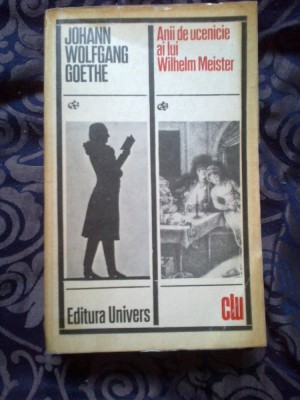 JOHANN
WOLFGANG
GOETHE
Anii de ucenicie
ai lui
Wilhelm Meister
Editura Univers
clu